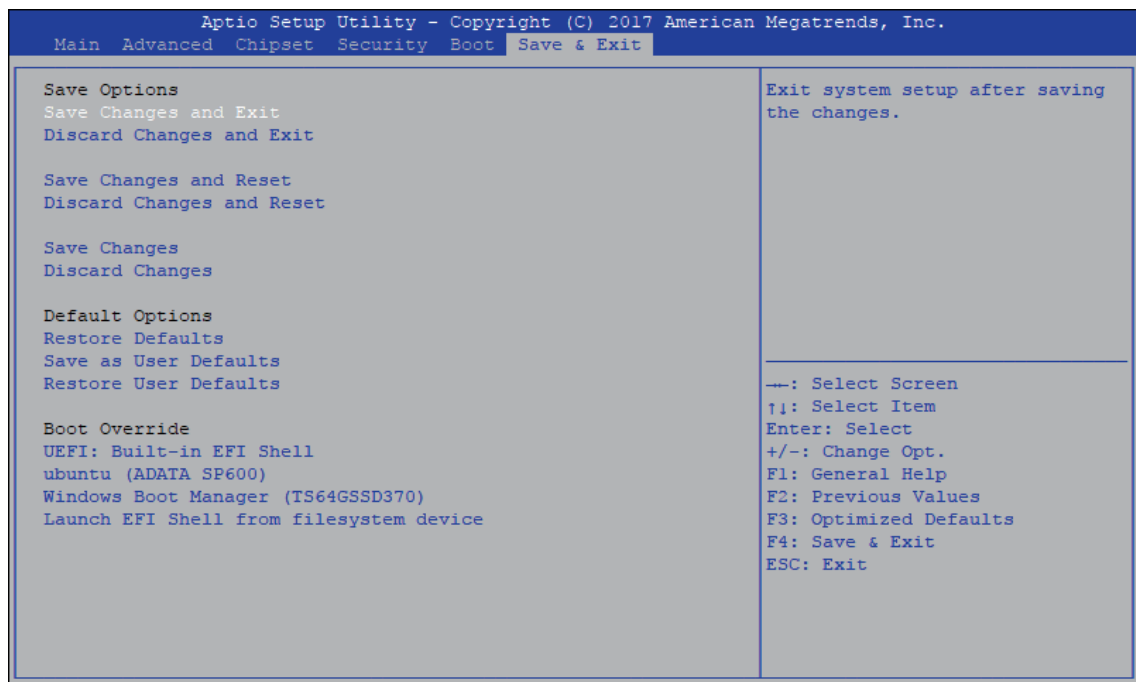 Aptio Setup Utility - Copyright (C) 2017 American Megatrends, Inc.
Main Advanced Chipset Security Boot Save & Exit
Save Options
Save Changes and Exit
Discard Changes and Exit
Save Changes and Reset
Discard Changes and Reset
Save Changes
Discard Changes
Default Options
Restore Defaults
Save as User Defaults
Restore User Defaults
Boot Override
UEFI: Built-in EFI Shell
ubuntu (ADATA SP600)
Windows Boot Manager (TS64GSSD370)
Launch EFI Shell from filesystem device
Exit system setup after saving
the changes.
→←: Select Screen
↑↓: Select Item
Enter: Select
+/-: Change Opt.
F1: General Help
F2: Previous Values
F3: Optimized Defaults
F4: Save & Exit
ESC: Exit